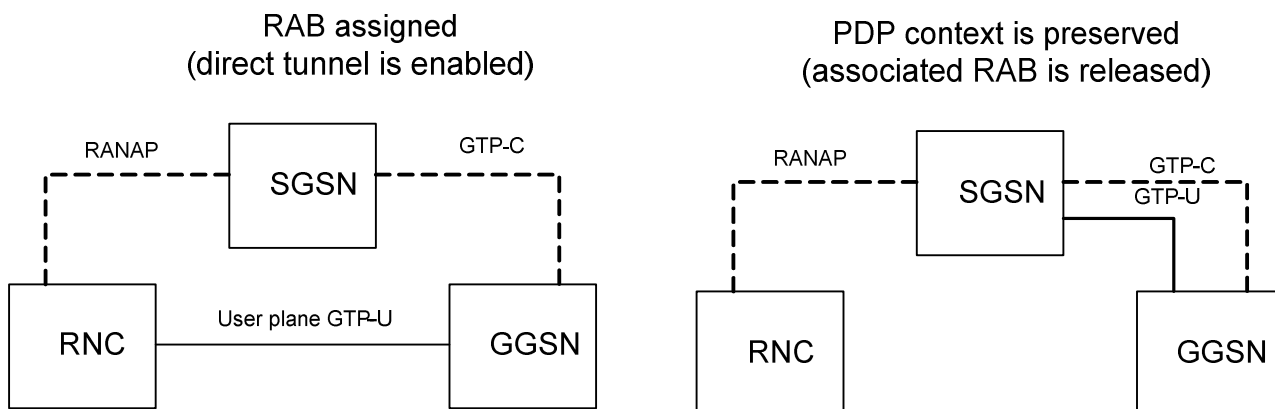 RAB assigned
(direct tunnel is enabled)
RANAP
GTP-C
SGSN
User plane GTP-U
RNC
GGSN
PDP context is preserved
(associated RAB is released)
RANAP
GTP-C
GTP-U
SGSN
RNC
GGSN